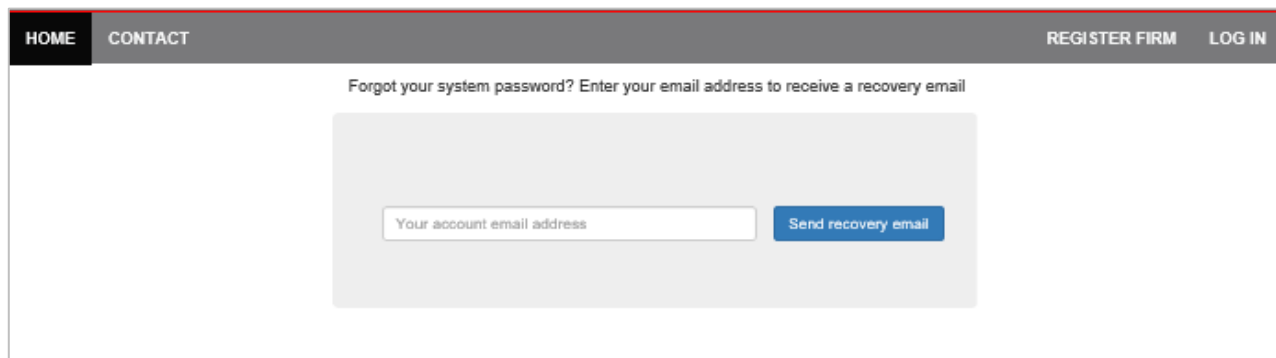 HOME CONTACT REGISTER FIRM LOG IN
Forgot your system password? Enter your email address to receive a recovery email
Your account email address Send recovery email